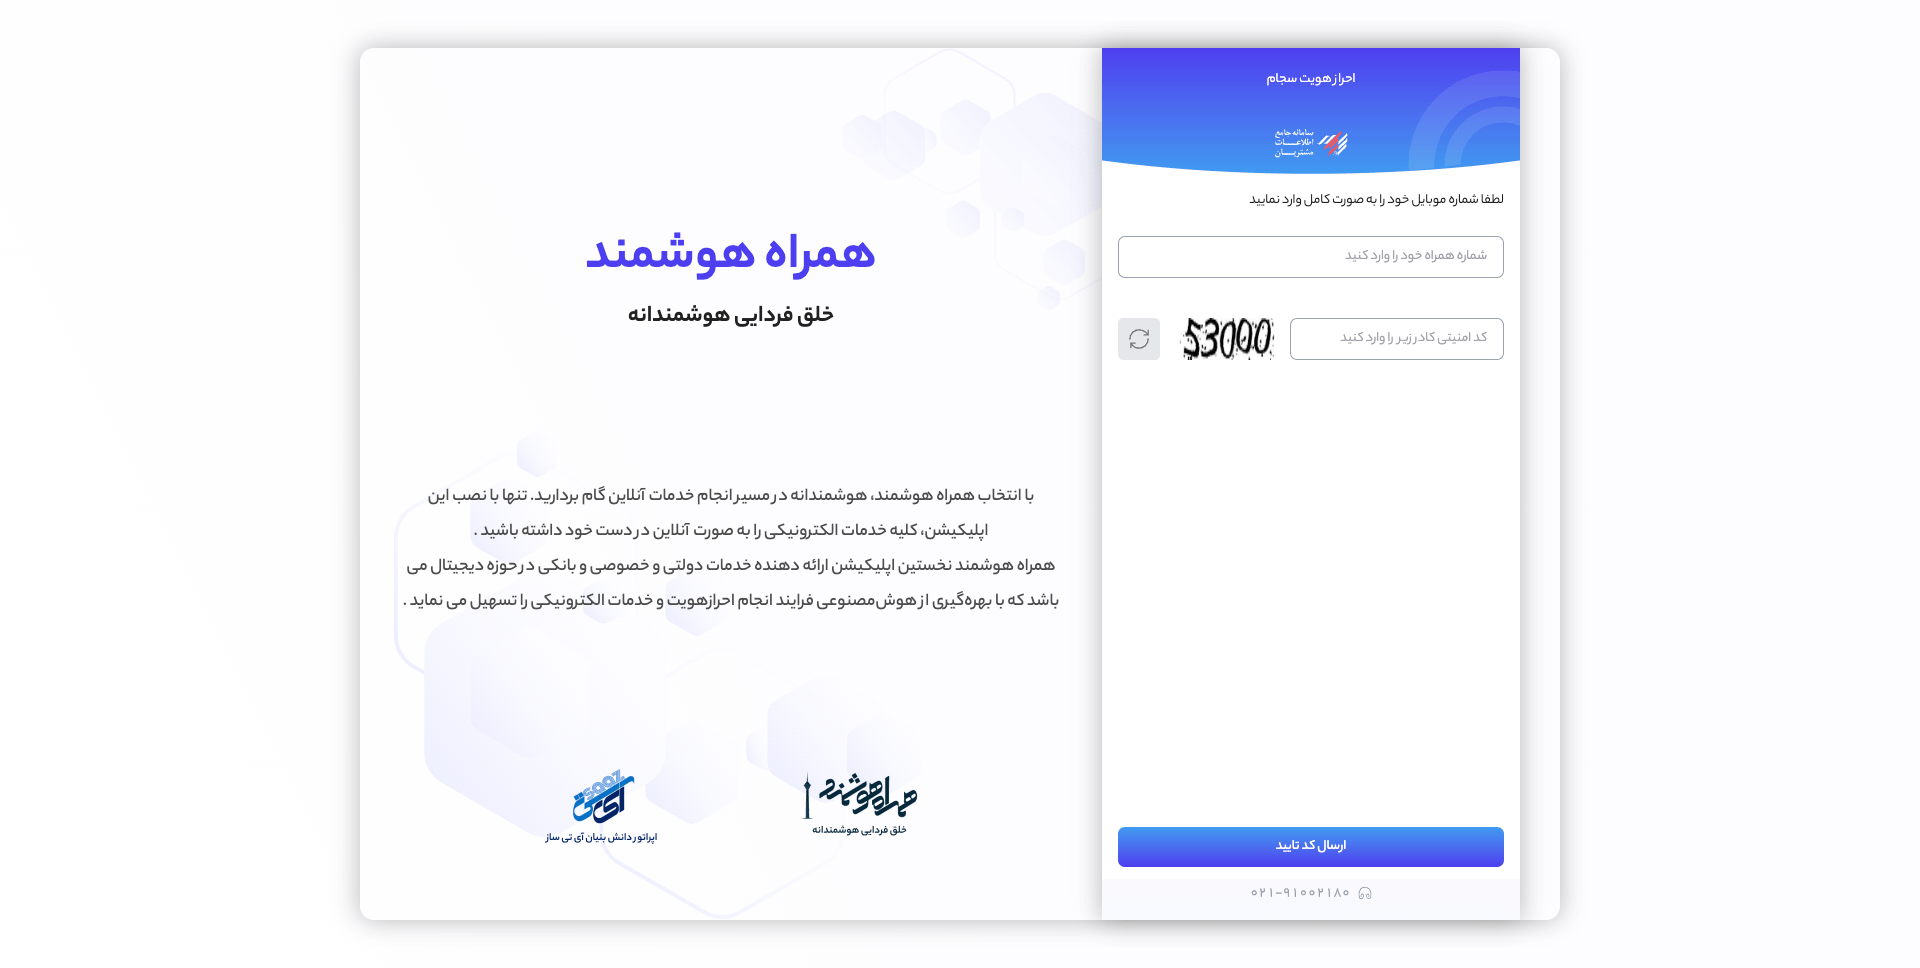 احراز هویت سجام
سامانه جامع
اطلاعات
مشتریان
لطفا شماره موبایل خود را به صورت کامل وارد نمایید
شماره همراه خود را وارد کنید
کد امنیتی کادر زیر را وارد کنید
53000
ارسال کد تایید
۰۲۱-۹۱۰۰۲۱۸۰
همراه هوشمند
خلق فردایی هوشمندانه
با انتخاب همراه هوشمند، هوشمندانه در مسیر انجام خدمات آنلاین گام بردارید. تنها با نصب این
اپلیکیشن، کلیه خدمات الکترونیکی را به صورت آنلاین در دست خود داشته باشید .
همراه هوشمند نخستین اپلیکیشن ارائه دهنده خدمات دولتی و خصوصی و بانکی در حوزه دیجیتال می
باشد که با بهره‌گیری از هوش‌مصنوعی فرایند انجام احرازهویت و خدمات الکترونیکی را تسهیل می نماید .
همراه هوشمند
خلق فردایی هوشمندانه
آی تی
saaz
اپراتور دانش بنیان آی تی ساز